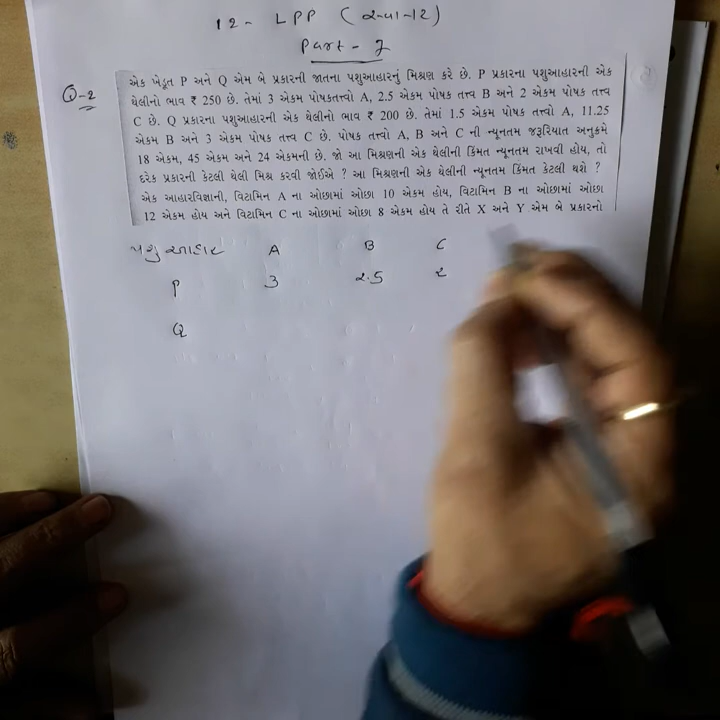 12- LPP ( સ્વા-12)
Part - 7
Q-2
એક ખેડૂત P અને Q એમ બે પ્રકારની જાતના પશુઆહારનું મિશ્રણ કરે છે. P પ્રકારના પશુઆહારની એક
થેલીનો ભાવ ₹ 250 છે. તેમાં 3 એકમ પોષકતત્ત્વો A, 2.5 એકમ પોષક તત્ત્વ B અને 2 એકમ પોષક તત્ત્વ
C છે. Q પ્રકારના પશુઆહારની એક થેલીનો ભાવ ₹ 200 છે. તેમાં 1.5 એકમ પોષક તત્ત્વો A, 11.25
એકમ B અને 3 એકમ પોષક તત્ત્વ C છે. પોષક તત્ત્વો A, B અને C ની ન્યૂનતમ જરૂરિયાત અનુક્રમે
18 એકમ, 45 એકમ અને 24 એકમની છે. જો આ મિશ્રણની એક થેલીની કિંમત ન્યૂનતમ રાખવી હોય, તો
દરેક પ્રકારની કેટલી થેલી મિશ્ર કરવી જોઈએ ? આ મિશ્રણની એક થેલીની ન્યૂનતમ કિંમત કેટલી થશે ?
એક આહારવિજ્ઞાની, વિટામિન A ના ઓછામાં ઓછા 10 એકમ હોય, વિટામિન B ના ઓછામાં ઓછા
12 એકમ હોય અને વિટામિન C ના ઓછામાં ઓછા 8 એકમ હોય તે રીતે X અને Y એમ બે પ્રકારનો
પશુ આહાર A B C
P 3 2.5 2
Q